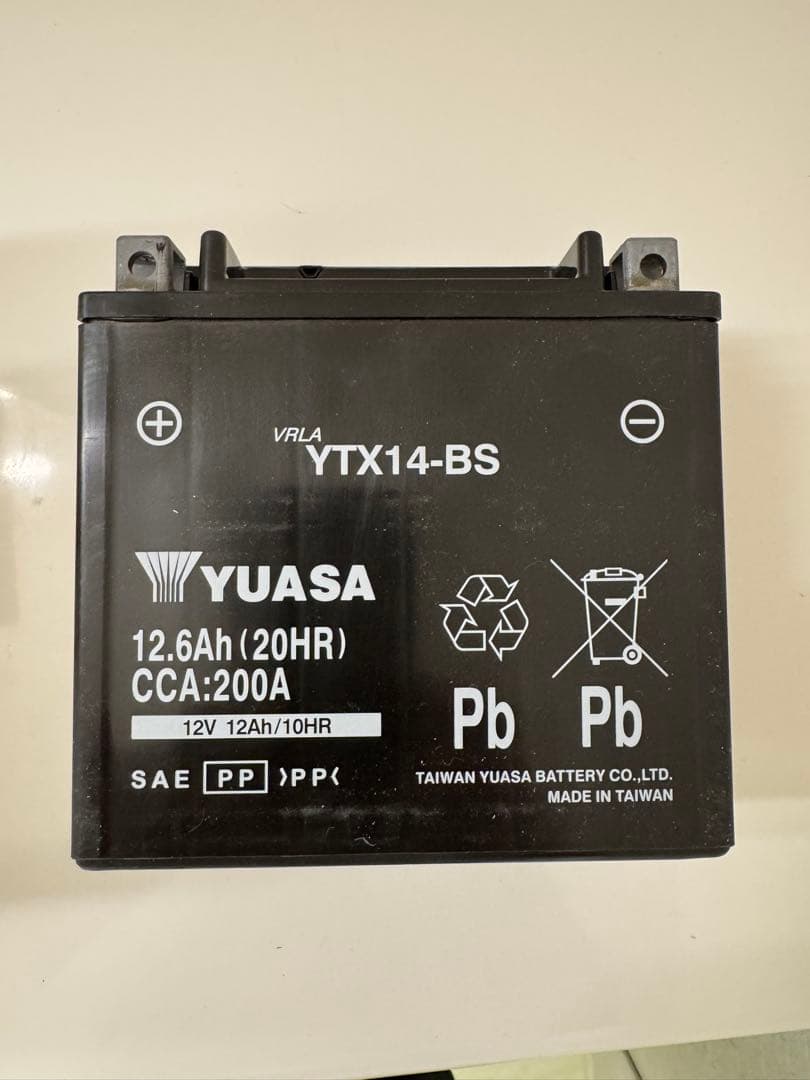 VRLA
YTX14-BS
YUASA
12.6Ah(20HR)
CCA:200A
12V 12Ah/10HR
SAE PP >PP<
Pb Pb
TAIWAN YUASA BATTERY CO.,LTD.
MADE IN TAIWAN